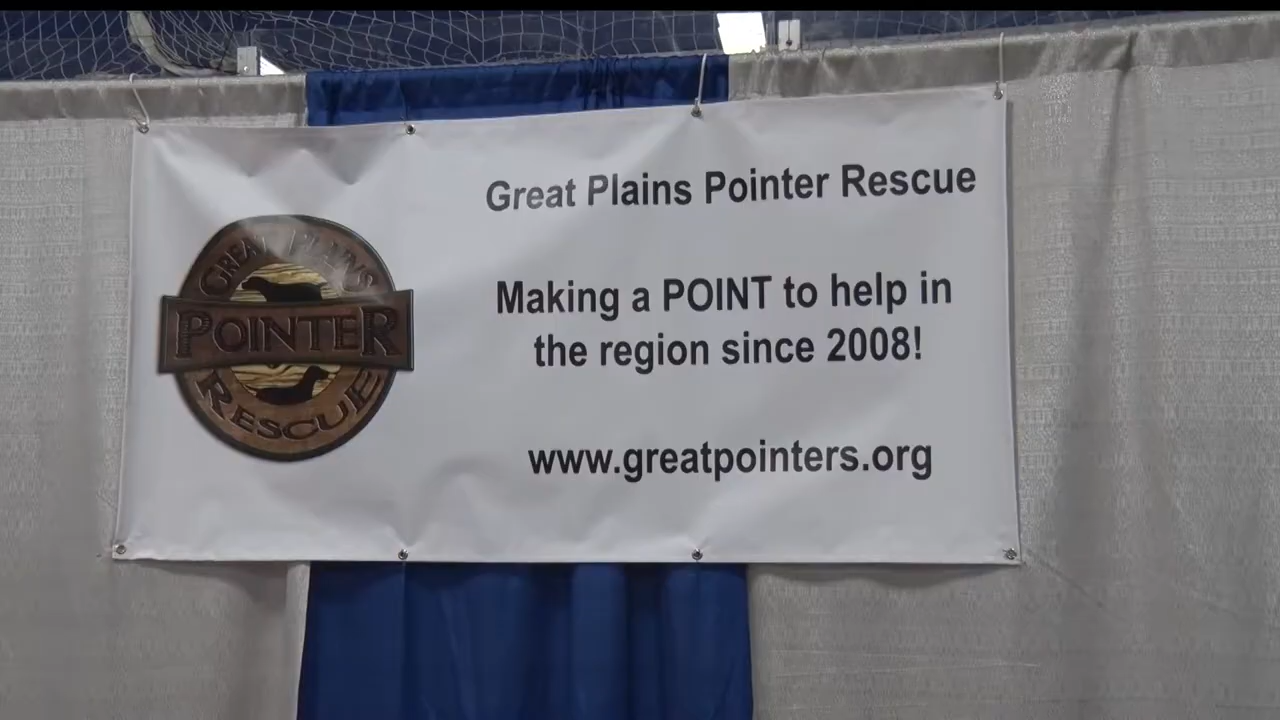 GREAT PLAINS
POINTER
RESCUE
Great Plains Pointer Rescue
Making a POINT to help in
the region since 2008!
www.greatpointers.org